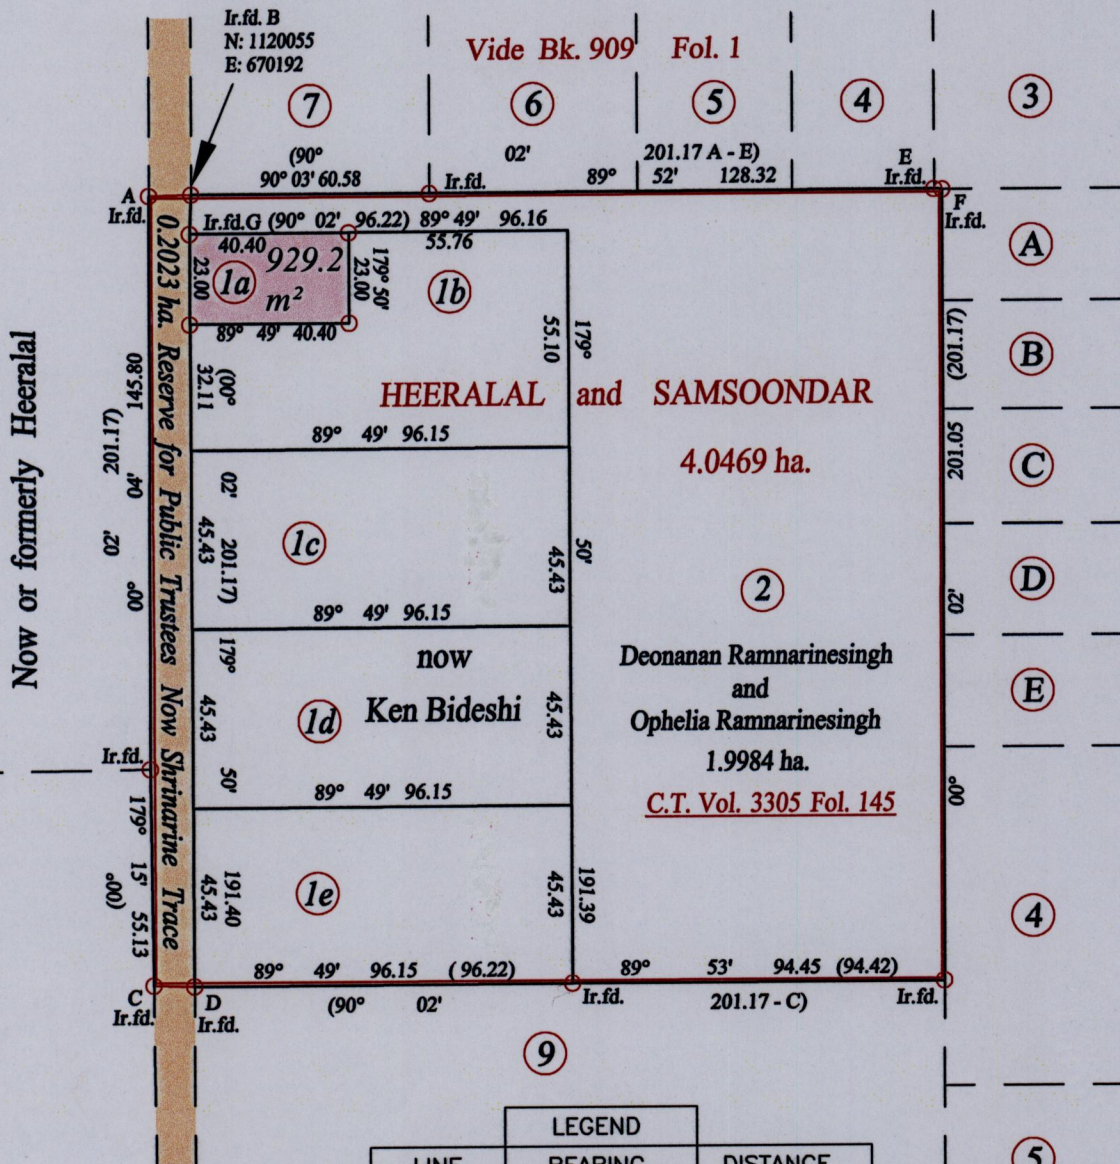 Ir.fd. B
N: 1120055
E: 670192
Vide Bk. 909 Fol. 1
7
6
5
4
3
(90° 02' 201.17 A - E)
90° 03' 60.58
Ir.fd.
89° 52' 128.32
E
Ir.fd.
A
Ir.fd.
F
Ir.fd.
Ir.fd.G (90° 02' 96.22) 89° 49' 96.16
40.40
55.76
1a
929.2
m²
23.00
179° 50'
23.00
89° 49' 40.40
1b
55.10
179° 50' 191.39
A
B
C
D
E
4
5
(201.17)
201.05
00° 02'
HEERALAL and SAMSOONDAR
4.0469 ha.
(00° 02' 201.17)
32.11
89° 49' 96.15
1c
45.43
45.43
89° 49' 96.15
2
now
Ken Bideshi
1d
45.43
45.43
179° 50' 191.40
89° 49' 96.15
Deonanan Ramnarinesingh
and
Ophelia Ramnarinesingh
1.9984 ha.
C.T. Vol. 3305 Fol. 145
1e
45.43
45.43
89° 49' 96.15 ( 96.22)
89° 53' 94.45 (94.42)
C
Ir.fd.
D
Ir.fd.
(90° 02' 201.17 - C)
Ir.fd.
Ir.fd.
9
Now or formerly Heeralal
145.80
201.17)
00° 02' 04"
Ir.fd.
179° 15' 55.13
(00°
0.2023 ha. Reserve for Public Trustees Now Shrinarine Trace
LEGEND
LINE BEARING DISTANCE